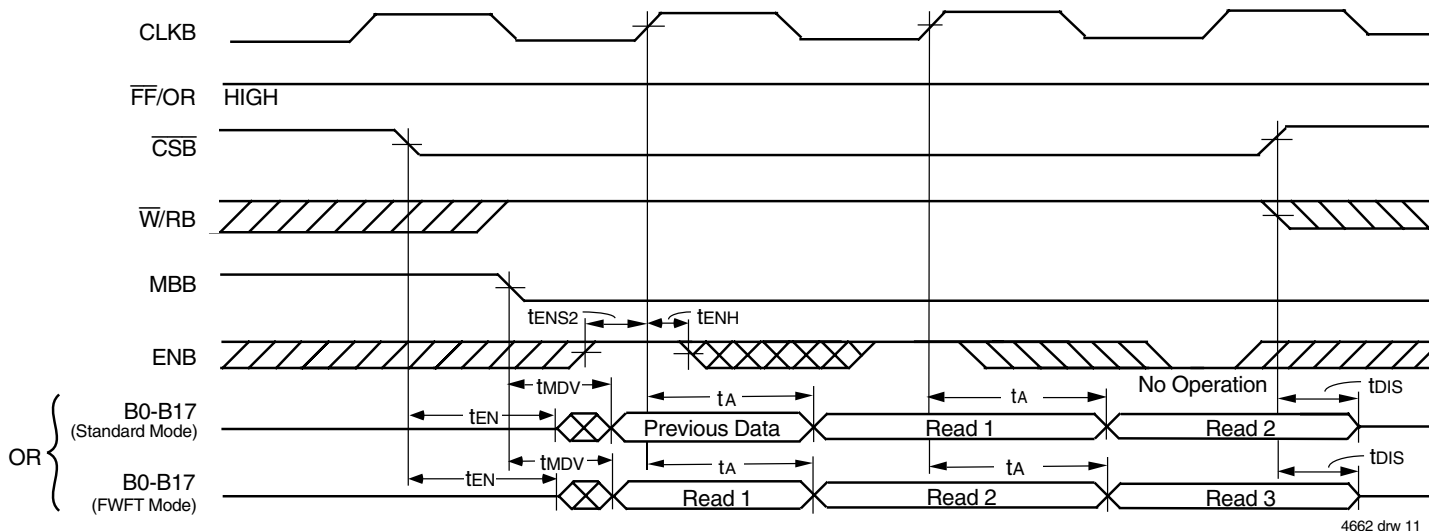 CLKB
FF/OR HIGH
CSB
W/RB
MBB
tENS2 tENH
ENB
No Operation
tMDV tA tA tDIS
tEN
B0-B17
(Standard Mode)
Previous Data Read 1 Read 2
OR
tMDV tA tA tDIS
tEN
B0-B17
(FWFT Mode)
Read 1 Read 2 Read 3
4662 drw 11